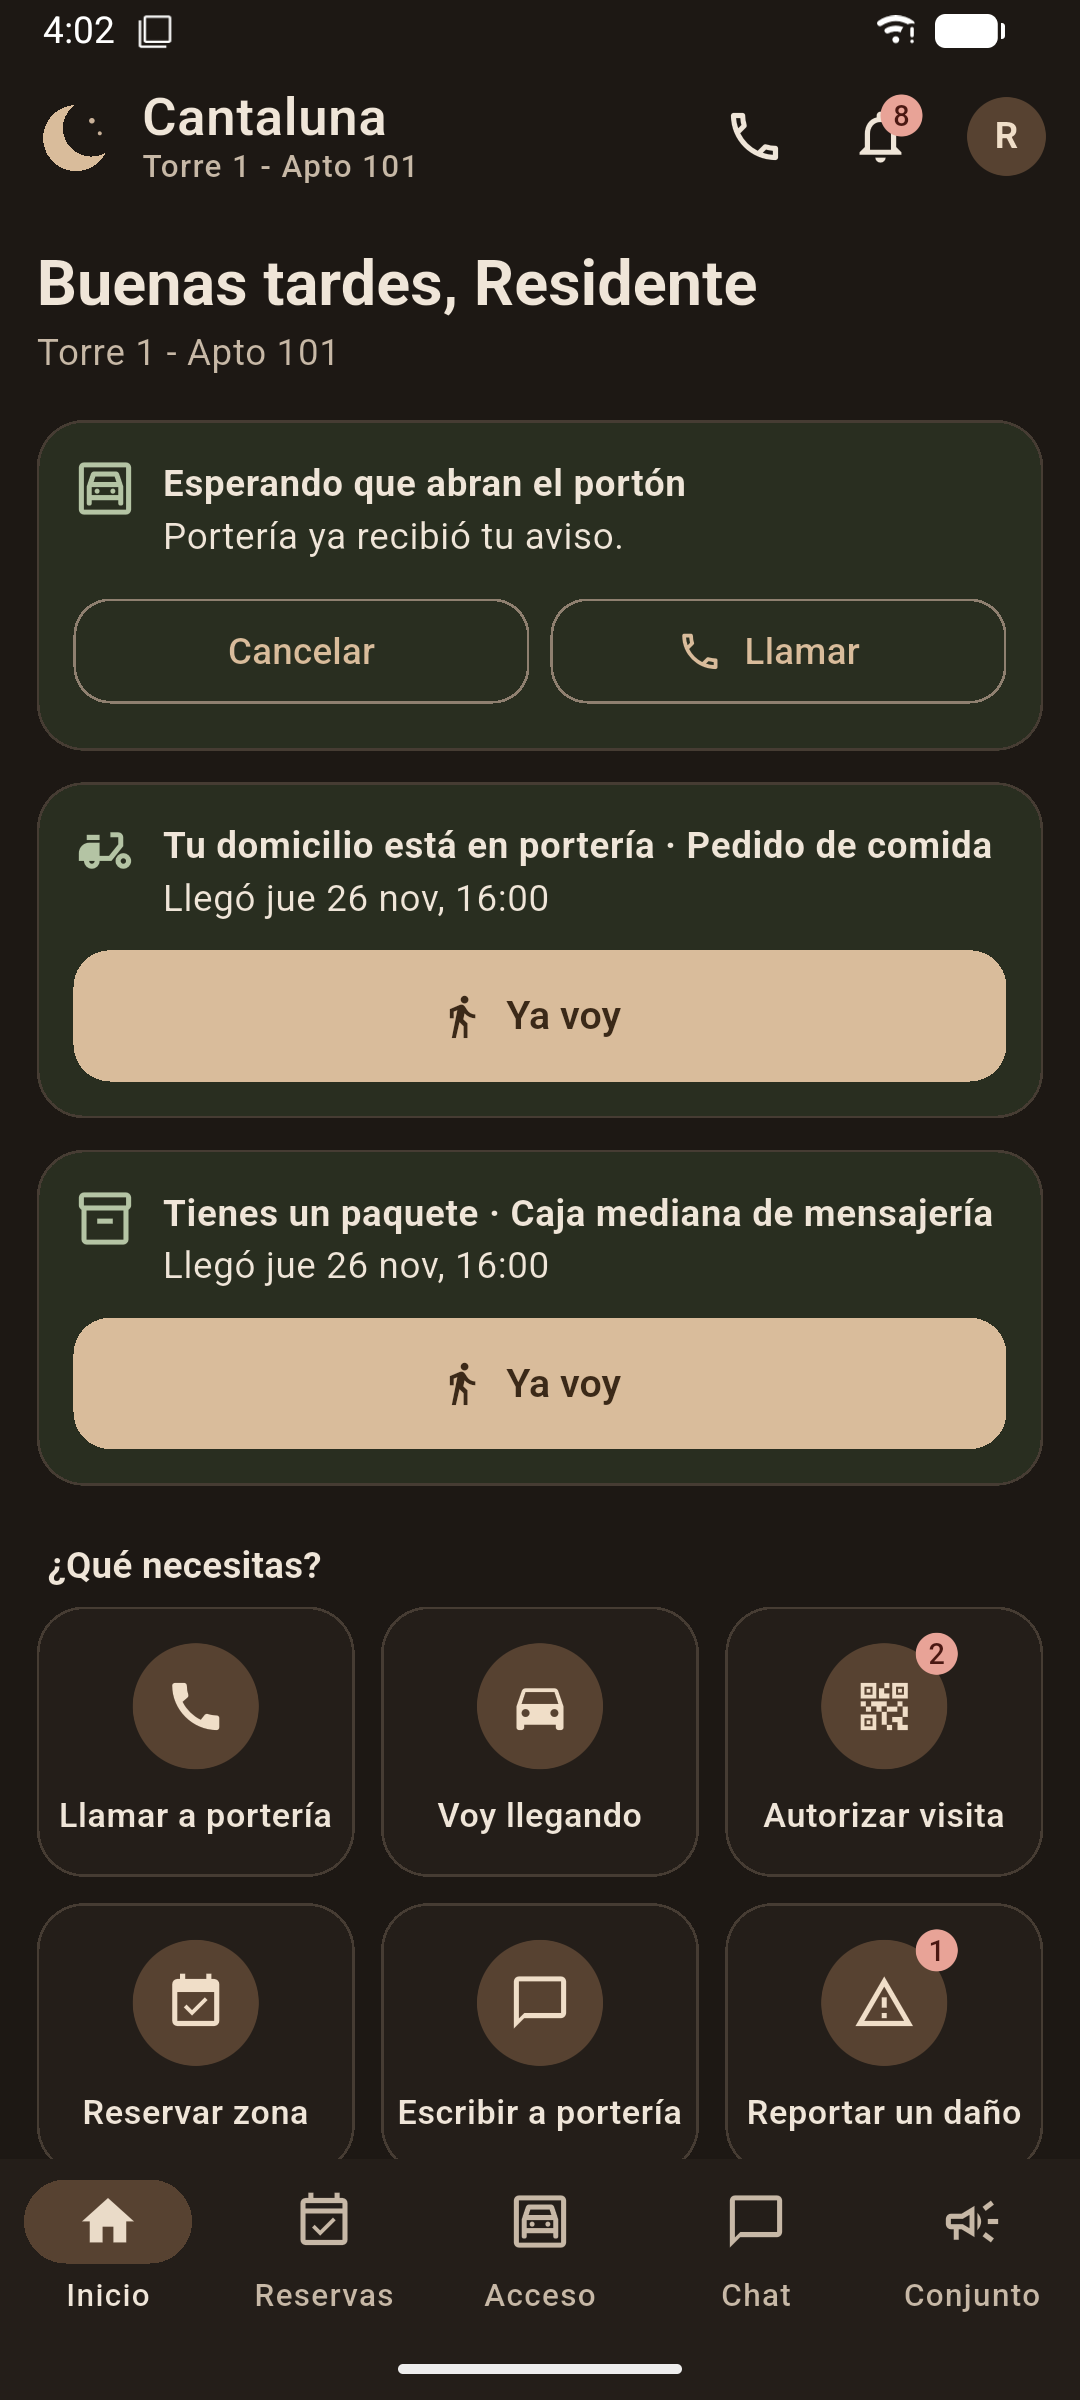 4:02
Cantaluna
Torre 1 - Apto 101
8
R
Buenas tardes, Residente
Torre 1 - Apto 101
Esperando que abran el portón
Portería ya recibió tu aviso.
Cancelar
Llamar
Tu domicilio está en portería · Pedido de comida
Llegó jue 26 nov, 16:00
Ya voy
Tienes un paquete · Caja mediana de mensajería
Llegó jue 26 nov, 16:00
Ya voy
¿Qué necesitas?
Llamar a portería
Voy llegando
2
Autorizar visita
Reservar zona
Escribir a portería
1
Reportar un daño
Inicio
Reservas
Acceso
Chat
Conjunto